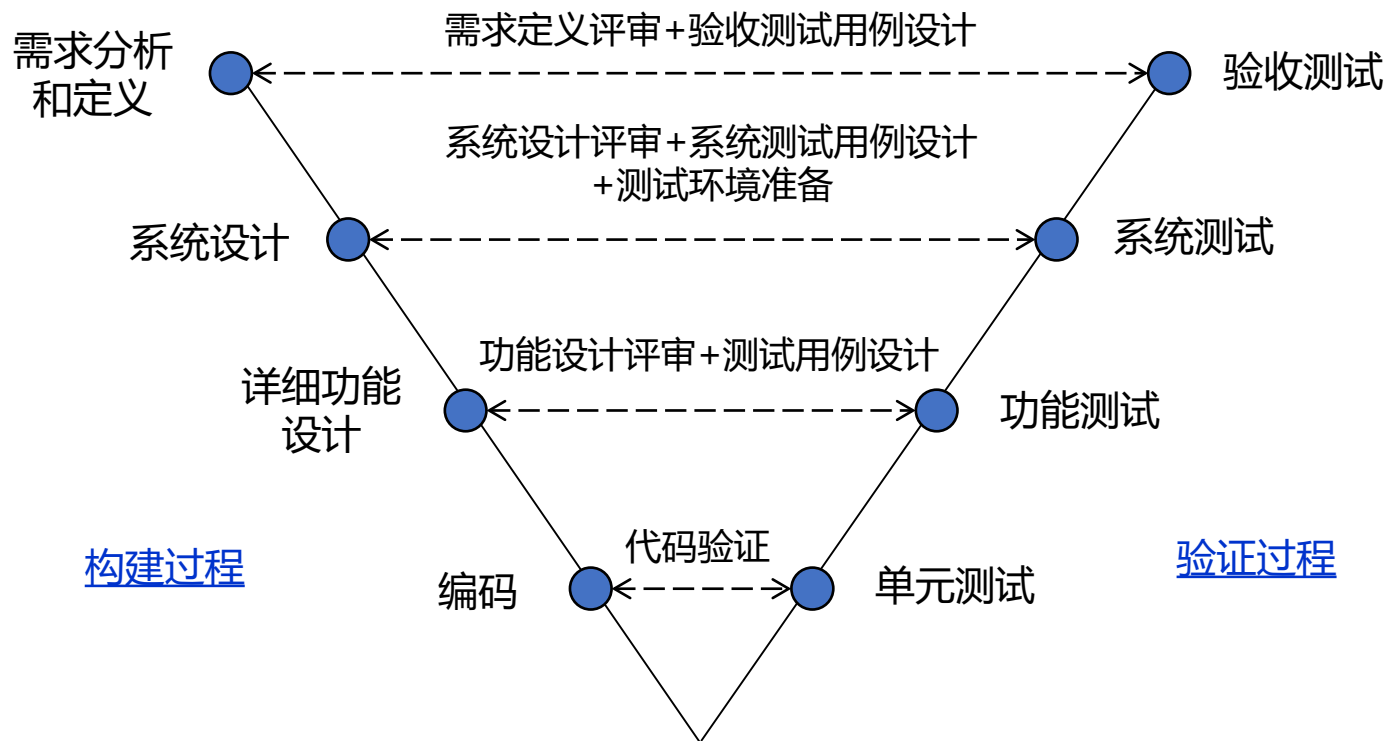 需求分析
和定义
需求定义评审+验收测试用例设计
验收测试
系统设计评审+系统测试用例设计
+测试环境准备
系统设计
系统测试
功能设计评审+测试用例设计
详细功能
设计
功能测试
构建过程
代码验证
验证过程
编码
单元测试